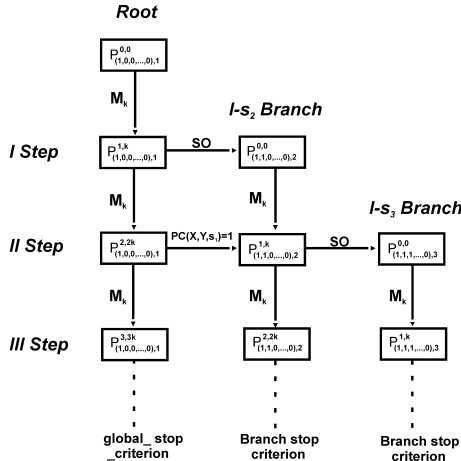 Root
P^{0,0}_{(1,0,0,...,0),1}
M_k
I-s_2 Branch
I Step
P^{1,k}_{(1,0,0,...,0),1}
SO
P^{0,0}_{(1,1,0,...,0),2}
M_k
M_k
I-s_3 Branch
II Step
P^{2,2k}_{(1,0,0,...,0),1}
PC(X,Y,s_1)=1
P^{1,k}_{(1,1,0,...,0),2}
SO
P^{0,0}_{(1,1,1,...,0),3}
M_k
M_k
M_k
III Step
P^{3,3k}_{(1,0,0,...,0),1}
P^{2,2k}_{(1,1,0,...,0),2}
P^{1,k}_{(1,1,1,...,0),3}
global_ stop
_criterion
Branch stop
criterion
Branch stop
criterion